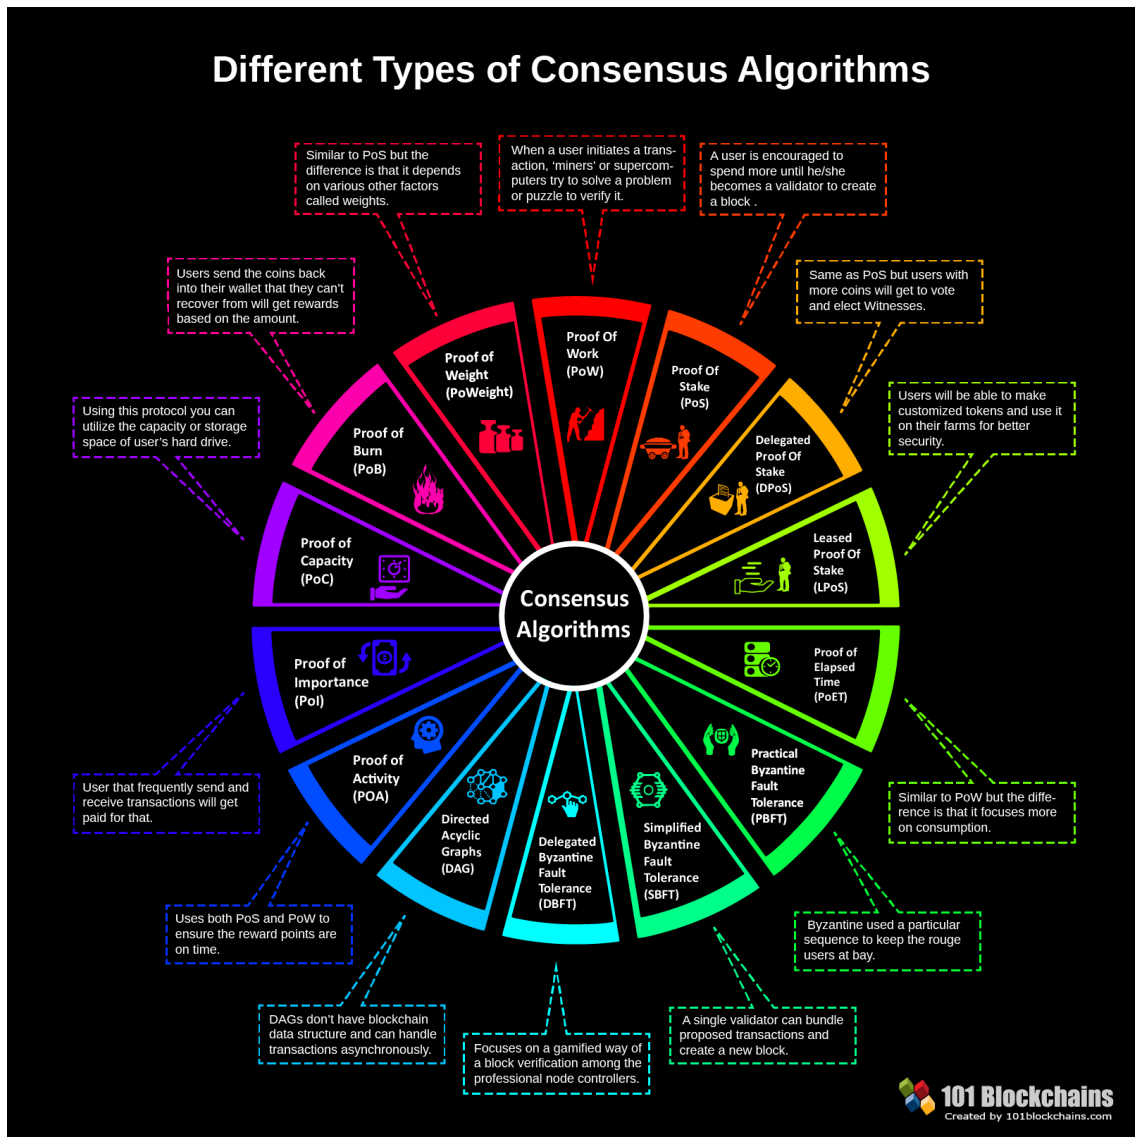 Different Types of Consensus Algorithms
Similar to PoS but the
difference is that it depends
on various other factors
called weights.
When a user initiates a trans-
action, ‘miners’ or supercom-
puters try to solve a problem
or puzzle to verify it.
A user is encouraged to
spend more until he/she
becomes a validator to create
a block .
Users send the coins back
into their wallet that they can’t
recover from will get rewards
based on the amount.
Same as PoS but users with
more coins will get to vote
and elect Witnesses.
Using this protocol you can
utilize the capacity or storage
space of user’s hard drive.
Users will be able to make
customized tokens and use it
on their farms for better
security.
Proof of
Weight
(PoWeight)
Proof Of
Work
(PoW)
Proof Of
Stake
(PoS)
Proof of
Burn
(PoB)
Delegated
Proof Of
Stake
(DPoS)
Proof of
Capacity
(PoC)
Leased
Proof Of
Stake
(LPoS)
Consensus
Algorithms
Proof of
Importance
(PoI)
Proof of
Elapsed
Time
(PoET)
Proof of
Activity
(POA)
Practical
Byzantine
Fault
Tolerance
(PBFT)
Directed
Acyclic
Graphs
(DAG)
Delegated
Byzantine
Fault
Tolerance
(DBFT)
Simplified
Byzantine
Fault
Tolerance
(SBFT)
User that frequently send and
receive transactions will get
paid for that.
Similar to PoW but the diffe-
rence is that it focuses more
on consumption.
Uses both PoS and PoW to
ensure the reward points are
on time.
Byzantine used a particular
sequence to keep the rouge
users at bay.
DAGs don’t have blockchain
data structure and can handle
transactions asynchronously.
Focuses on a gamified way of
a block verification among the
professional node controllers.
A single validator can bundle
proposed transactions and
create a new block.
101 Blockchains
Created by 101blockchains.com